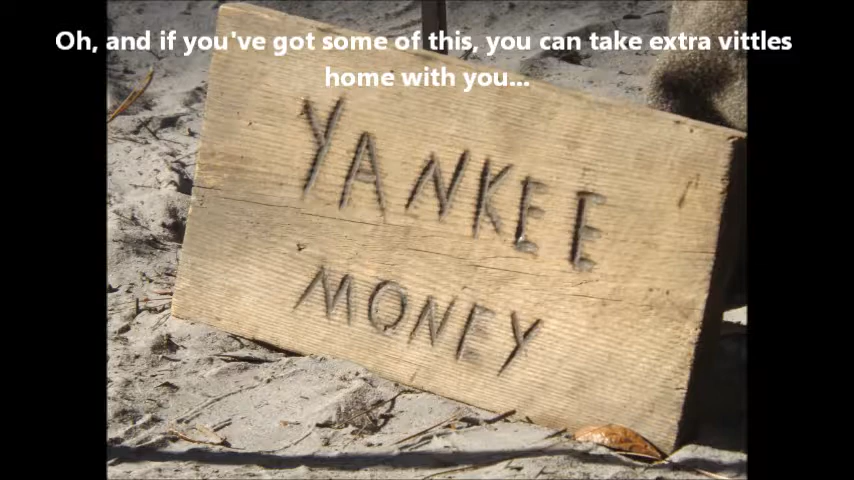 Oh, and if you've got some of this, you can take extra vittles
home with you...
YANKEE
MONEY